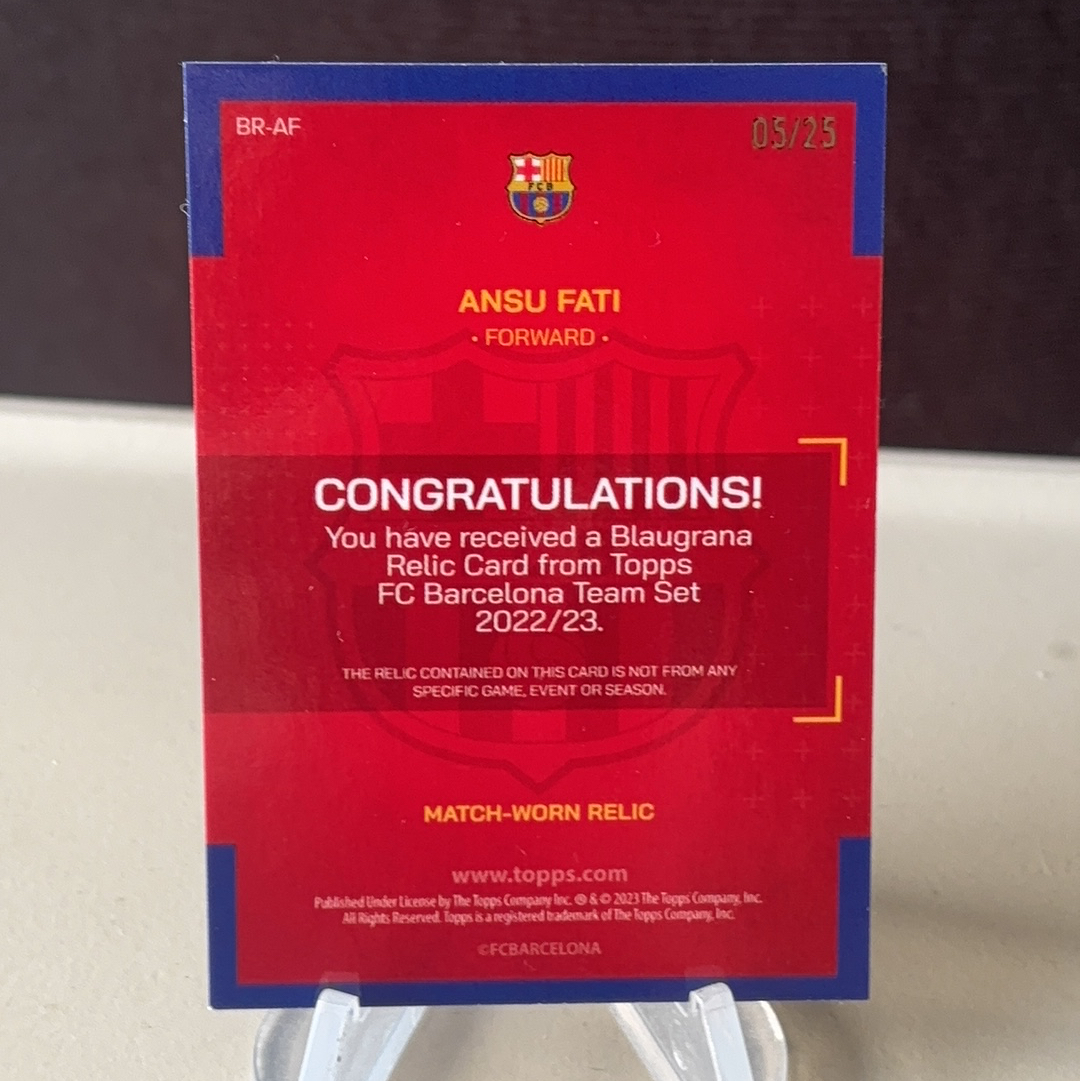 BR-AF
05/25
FCB
ANSU FATI
• FORWARD •
CONGRATULATIONS!
You have received a Blaugrana
Relic Card from Topps
FC Barcelona Team Set
2022/23.
THE RELIC CONTAINED ON THIS CARD IS NOT FROM ANY
SPECIFIC GAME, EVENT OR SEASON.
MATCH-WORN RELIC
www.topps.com
Published Under License by The Topps Company Inc. ® & © 2023 The Topps Company, Inc.
All Rights Reserved. Topps is a registered trademark of The Topps Company, Inc.
©FCBARCELONA